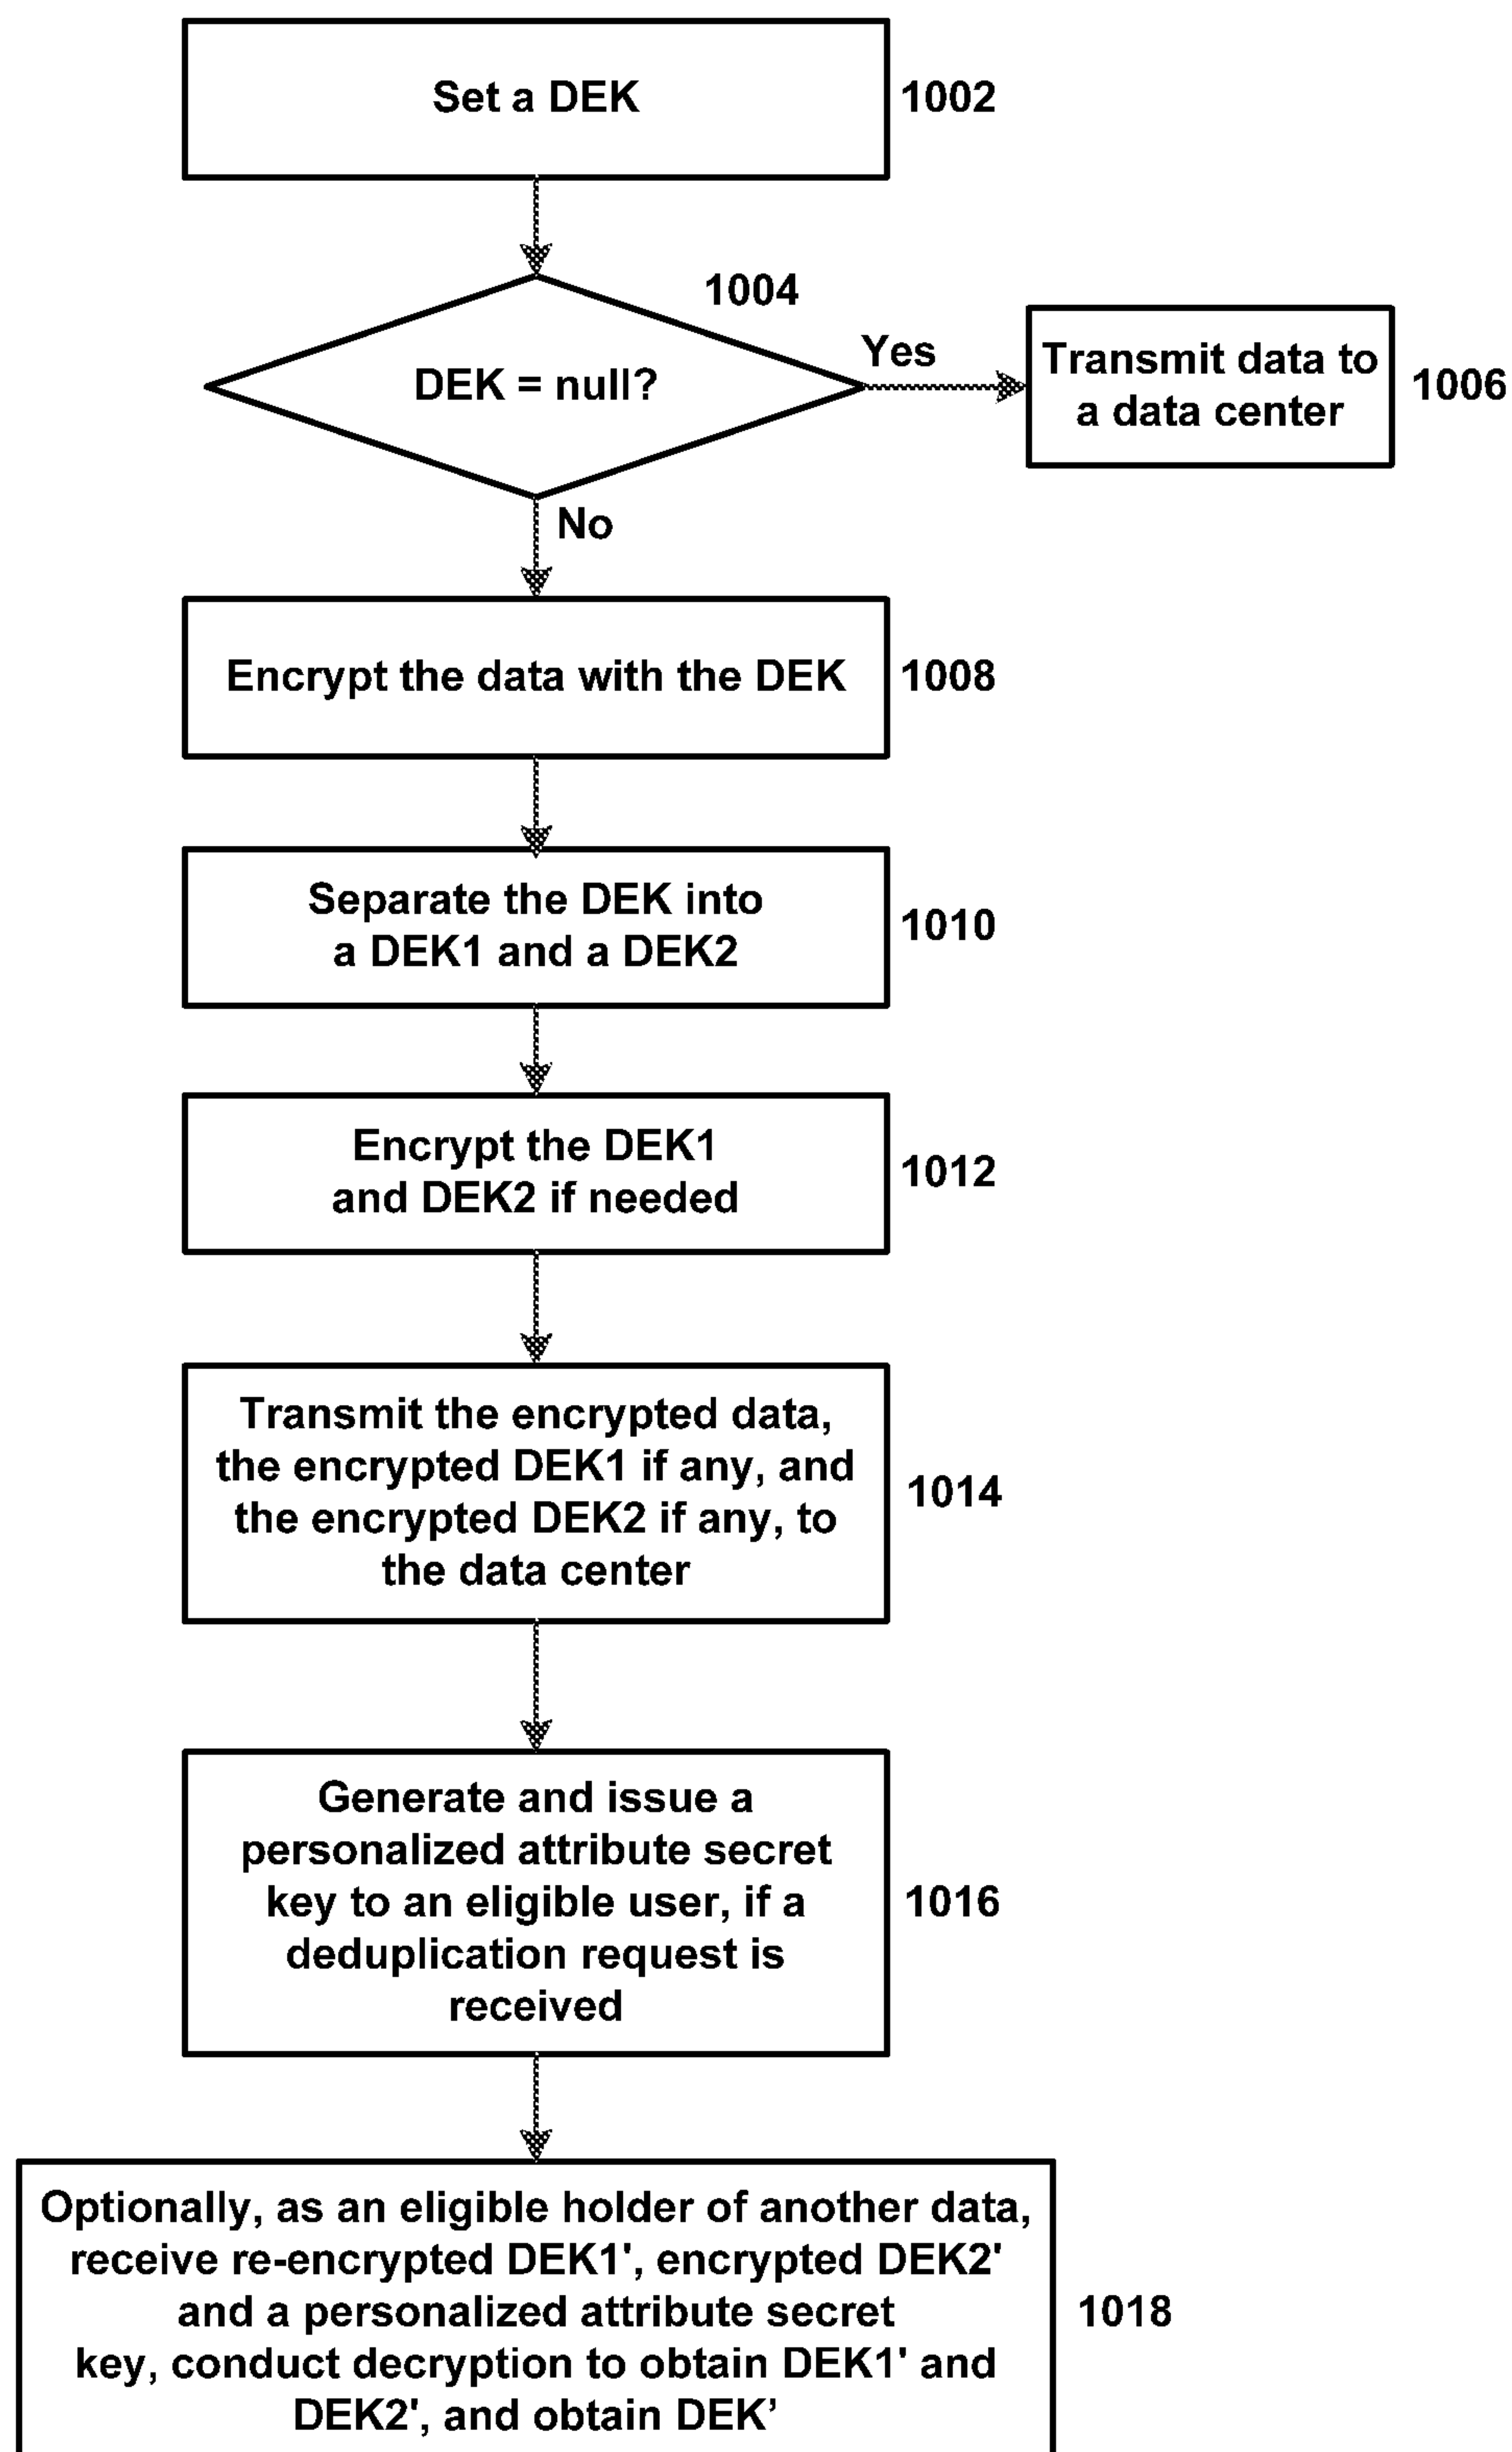 Set a DEK
1002
1004
DEK = null?
Yes
Transmit data to
a data center
1006
No
Encrypt the data with the DEK
1008
Separate the DEK into
a DEK1 and a DEK2
1010
Encrypt the DEK1
and DEK2 if needed
1012
Transmit the encrypted data,
the encrypted DEK1 if any, and
the encrypted DEK2 if any, to
the data center
1014
Generate and issue a
personalized attribute secret
key to an eligible user, if a
deduplication request is
received
1016
Optionally, as an eligible holder of another data,
receive re-encrypted DEK1', encrypted DEK2'
and a personalized attribute secret
key, conduct decryption to obtain DEK1' and
DEK2', and obtain DEK’
1018